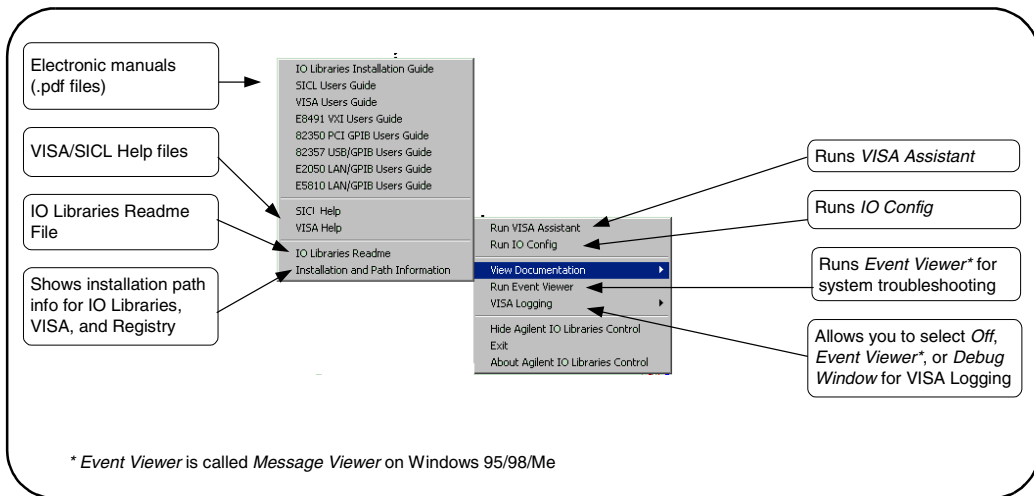 Electronic manuals
(.pdf files)
VISA/SICL Help files
IO Libraries Readme
File
Shows installation path
info for IO Libraries,
VISA, and Registry
IO Libraries Installation Guide
SICL Users Guide
VISA Users Guide
E8491 VXI Users Guide
82350 PCI GPIB Users Guide
82357 USB/GPIB Users Guide
E2050 LAN/GPIB Users Guide
E5810 LAN/GPIB Users Guide
SICL Help
VISA Help
IO Libraries Readme
Installation and Path Information
Run VISA Assistant
Run IO Config
View Documentation
Run Event Viewer
VISA Logging
Hide Agilent IO Libraries Control
Exit
About Agilent IO Libraries Control
Runs VISA Assistant
Runs IO Config
Runs Event Viewer* for
system troubleshooting
Allows you to select Off,
Event Viewer*, or Debug
Window for VISA Logging
* Event Viewer is called Message Viewer on Windows 95/98/Me